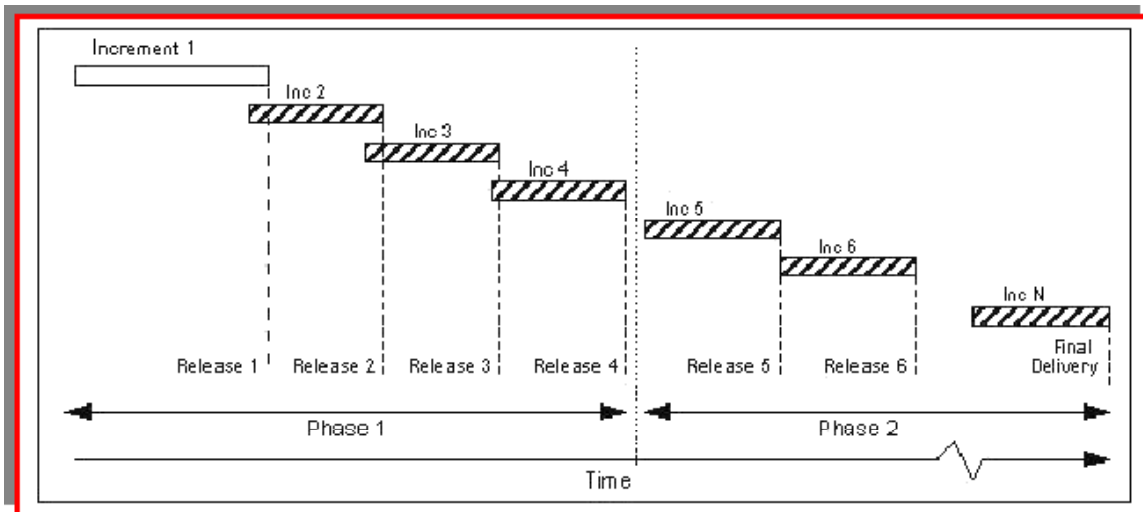 Increment 1
Inc 2
Inc 3
Inc 4
Inc 5
Inc 6
Inc N
Release 1
Release 2
Release 3
Release 4
Release 5
Release 6
Final
Delivery
Phase 1
Phase 2
Time